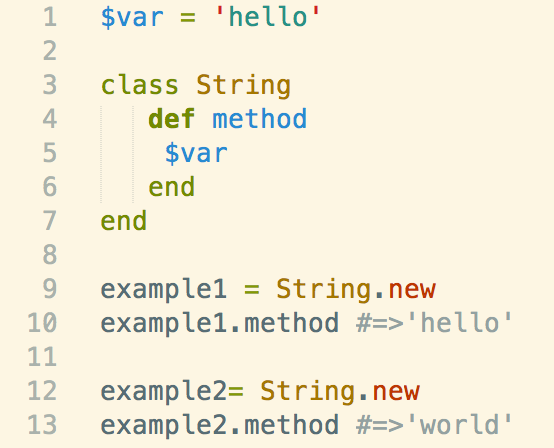 1 $var = 'hello'
2
3 class String
4 def method
5 $var
6 end
7 end
8
9 example1 = String.new
10 example1.method #=>'hello'
11
12 example2= String.new
13 example2.method #=>'world'